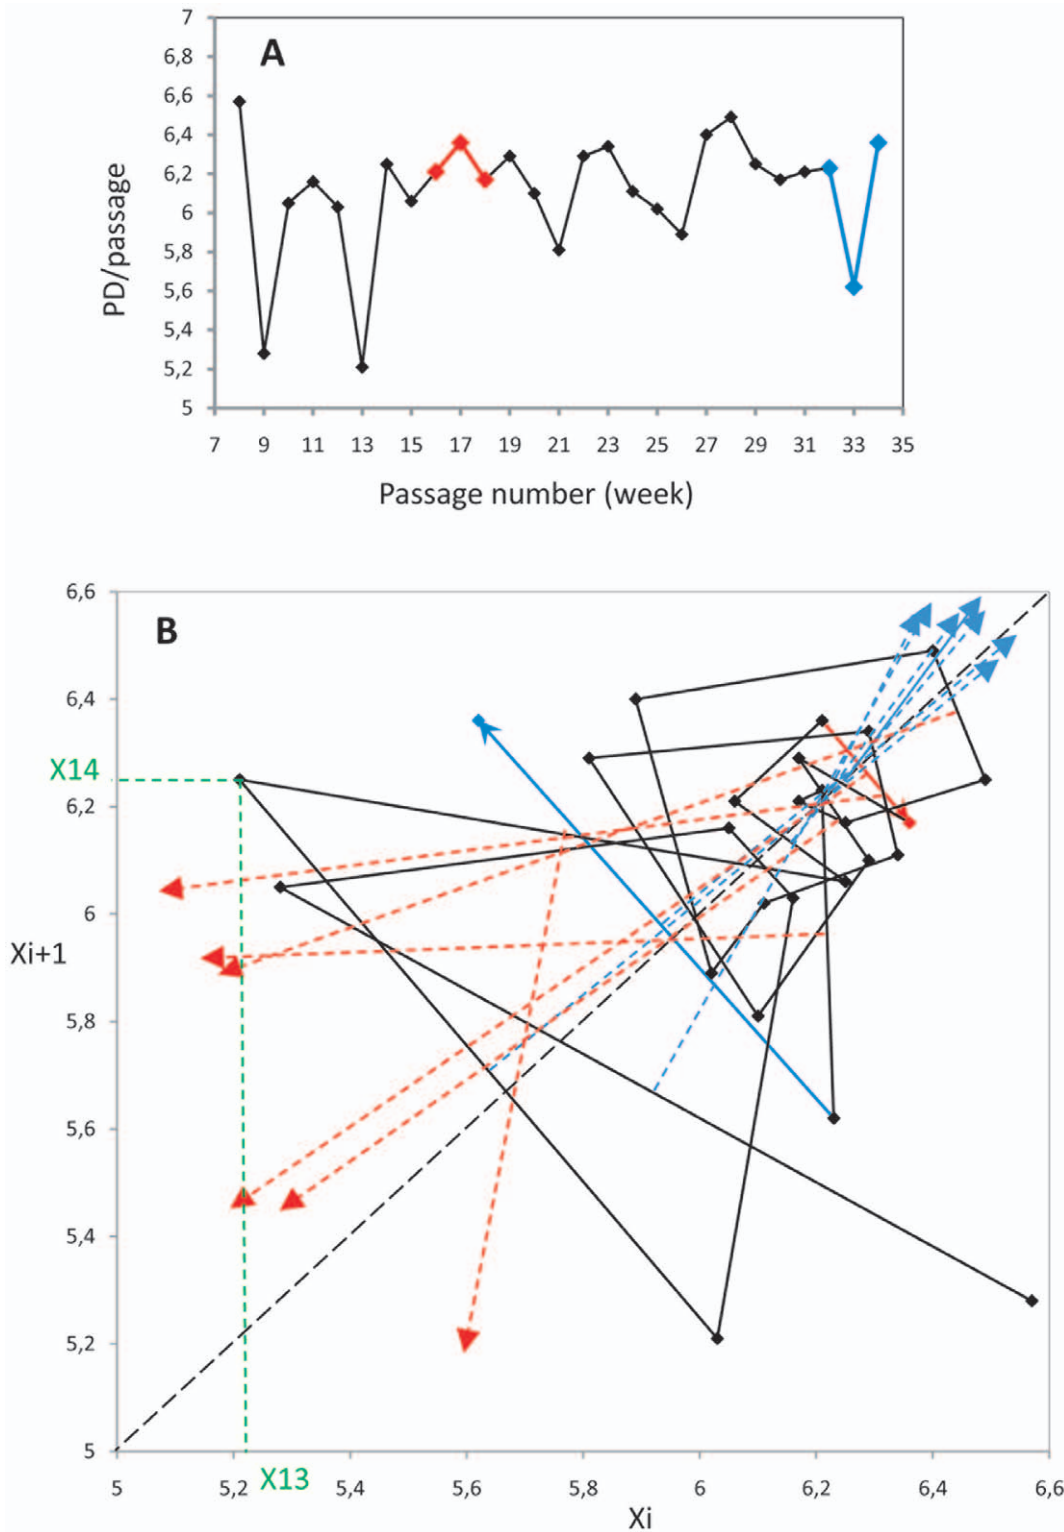 7
A
6,8
6,6
6,4
6,2
6
5,8
5,6
5,4
5,2
5
PD/passage
7 9 11 13 15 17 19 21 23 25 27 29 31 33 35
Passage number (week)
6,6
B
6,4
X14
6,2
6
Xi+1
5,8
5,6
5,4
5,2
5
5 5,2 X13 5,4 5,6 5,8 6 6,2 6,4 6,6
Xi